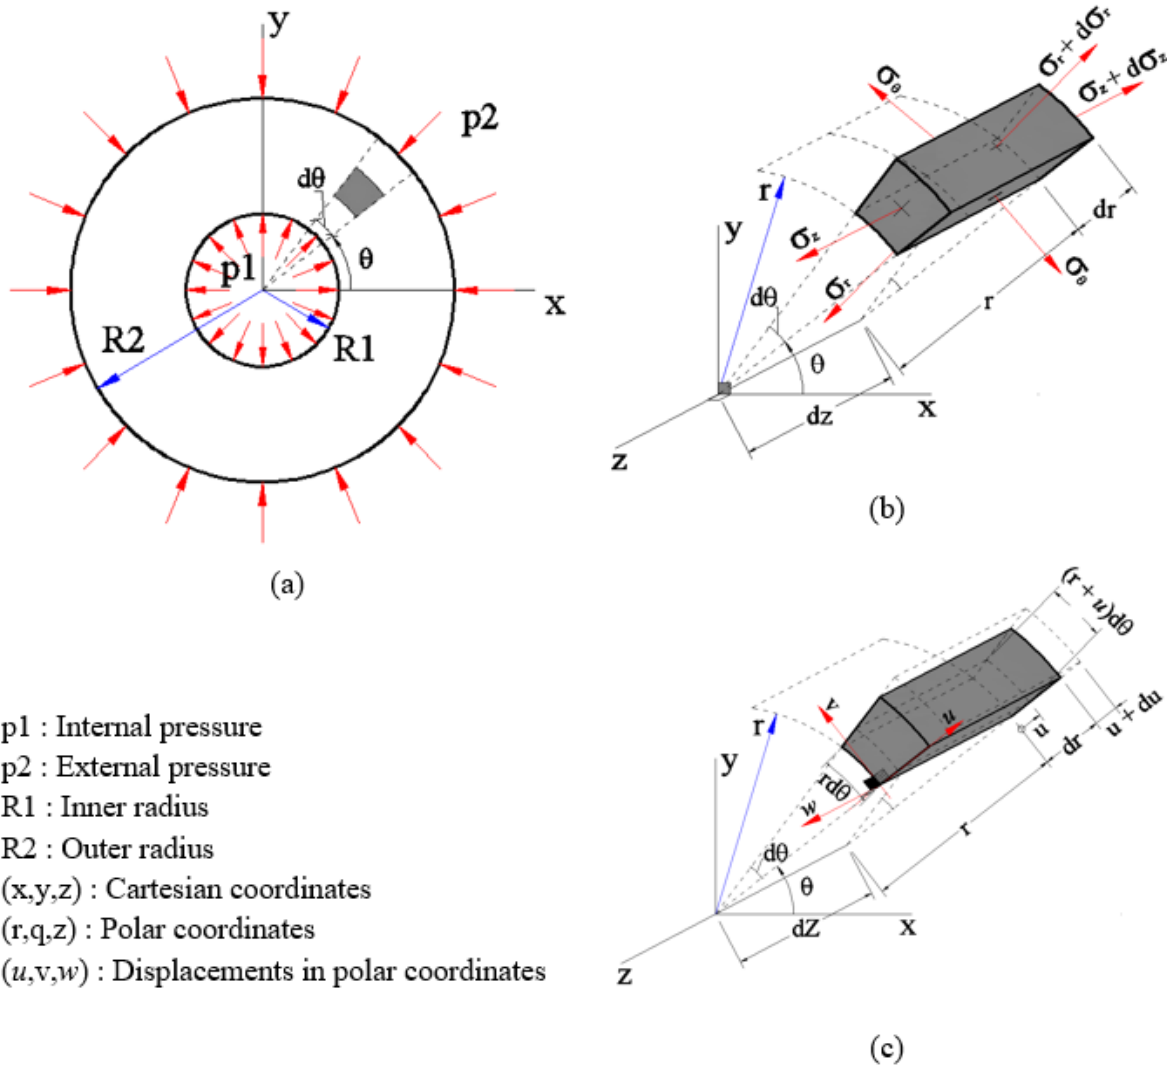 y
p2
dθ
θ
p1
x
R2
R1
(a)
σθ
σr + dσr
σz + dσz
r
dr
y
σz
σθ
σr
r
dθ
θ
x
dz
z
(b)
p1 : Internal pressure
p2 : External pressure
R1 : Inner radius
R2 : Outer radius
(x,y,z) : Cartesian coordinates
(r,q,z) : Polar coordinates
(u,v,w) : Displacements in polar coordinates
(r + u)dθ
v
u
r
u + du
u
dr
y
rdθ
w
r
dθ
θ
x
dZ
z
(c)